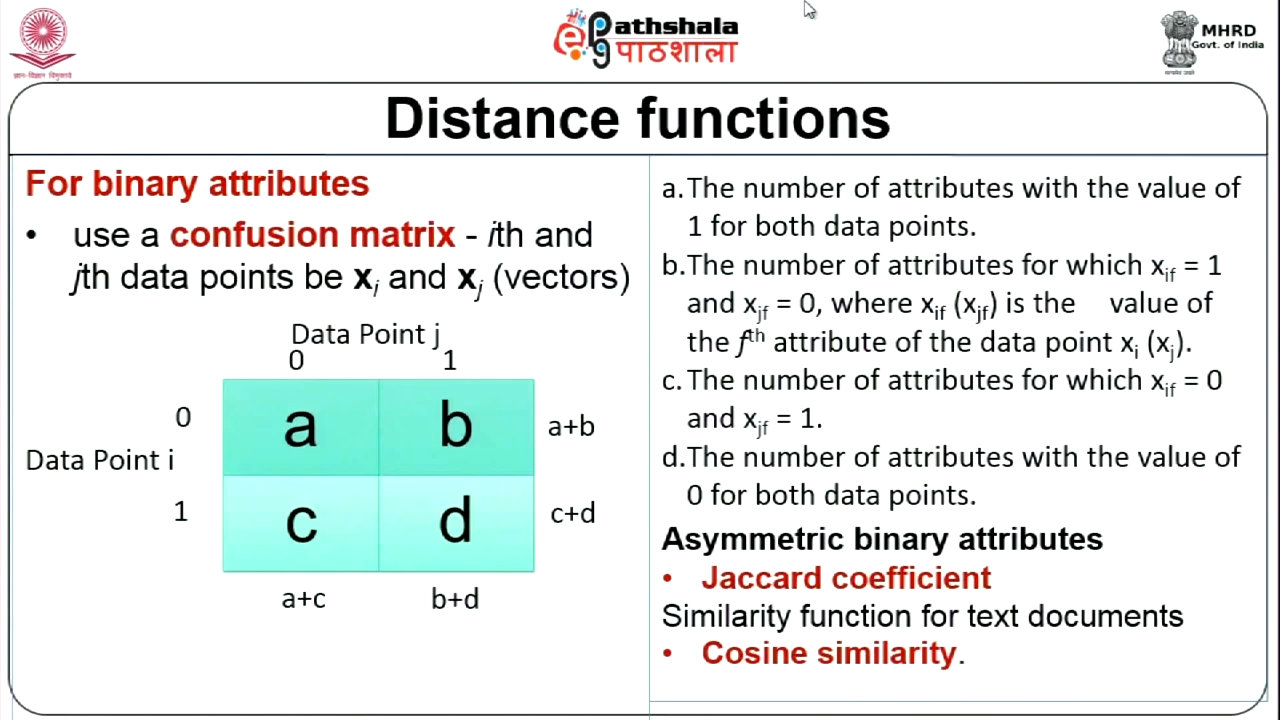 ज्ञान-विज्ञान विमुक्तये
ePathshala
पाठशाला
MHRD
Govt. of India
सत्यमेव जयते
Distance functions
For binary attributes
• use a confusion matrix - ith and
jth data points be xi and xj (vectors)
Data Point j
0 1
0 a b a+b
Data Point i
1 c d c+d
a+c b+d
a. The number of attributes with the value of
1 for both data points.
b. The number of attributes for which xif = 1
and xjf = 0, where xif (xjf) is the value of
the fth attribute of the data point xi (xj).
c. The number of attributes for which xif = 0
and xjf = 1.
d. The number of attributes with the value of
0 for both data points.
Asymmetric binary attributes
• Jaccard coefficient
Similarity function for text documents
• Cosine similarity.